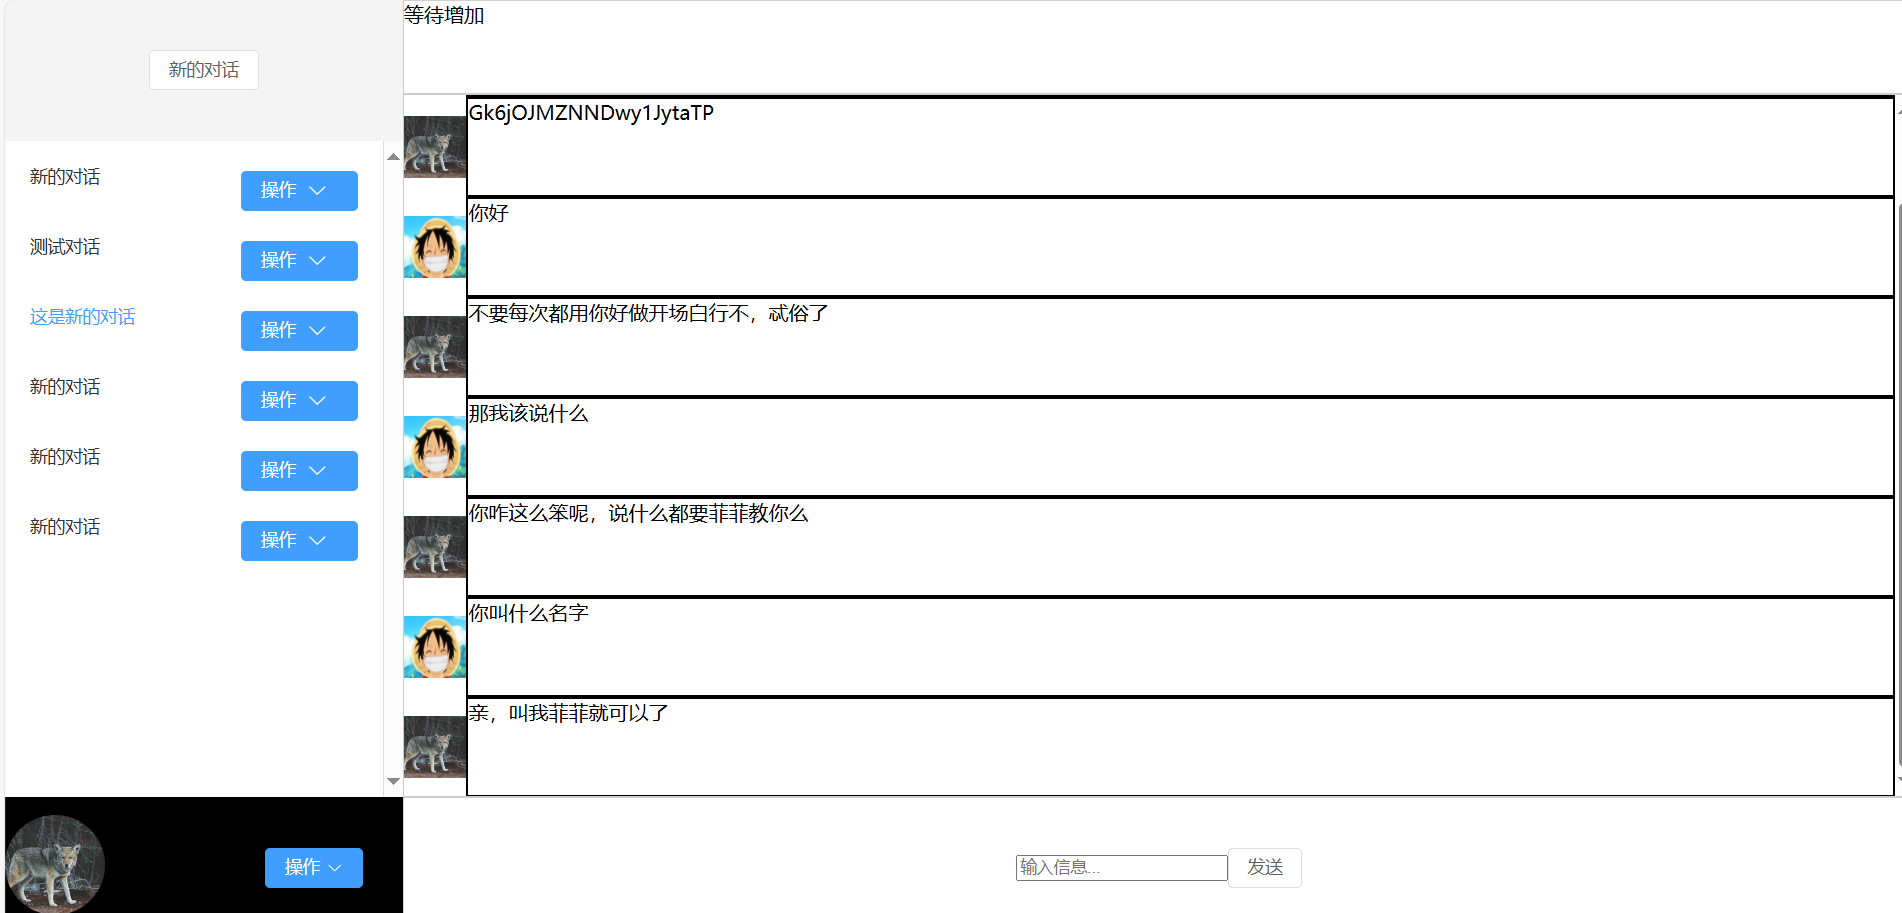 新的对话
新的对话
操作
测试对话
操作
这是新的对话
操作
新的对话
操作
新的对话
操作
新的对话
操作
操作
等待增加
Gk6jOJMZNNDwy1JytaTP
你好
不要每次都用你好做开场白行不，忒俗了
那我该说什么
你咋这么笨呢，说什么都要菲菲教你么
你叫什么名字
亲，叫我菲菲就可以了
输入信息...
发送